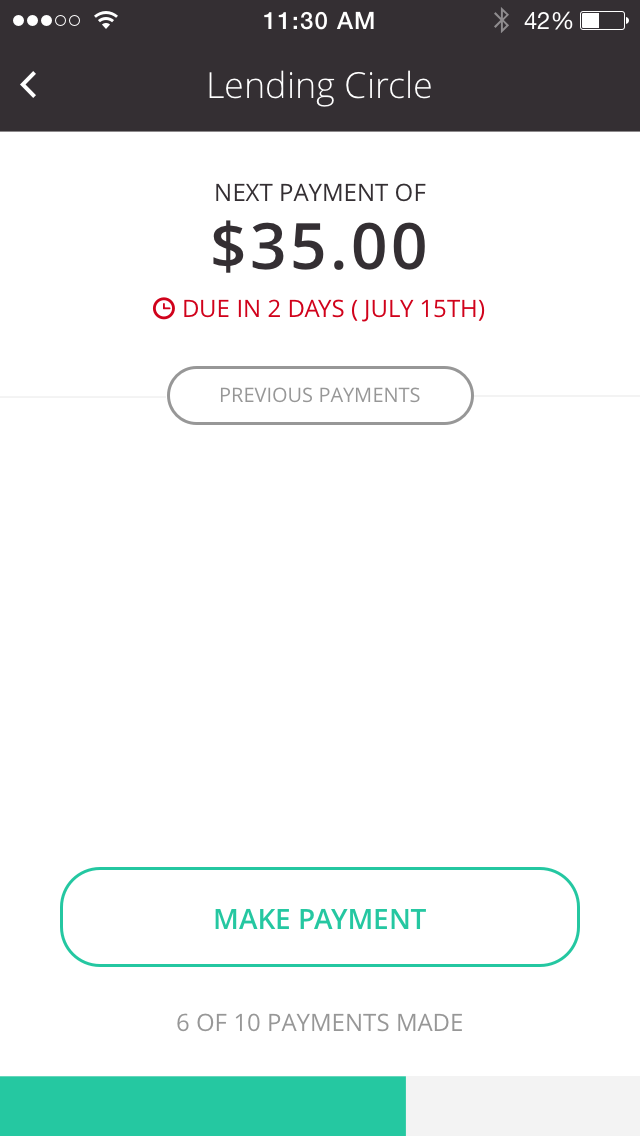 11:30 AM
42%
Lending Circle
NEXT PAYMENT OF
$35.00
DUE IN 2 DAYS ( JULY 15TH)
PREVIOUS PAYMENTS
MAKE PAYMENT
6 OF 10 PAYMENTS MADE